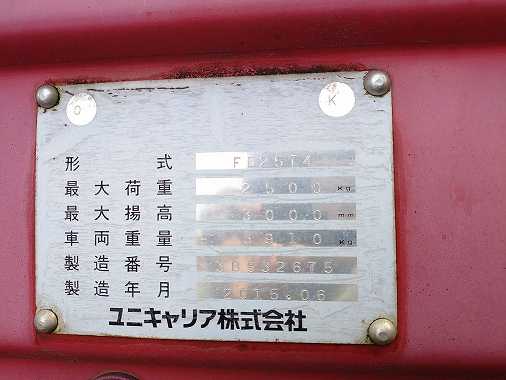 O K
形式 FD25T4
最大荷重 2500 Kg
最大揚高 3000 mm
車両重量 3810 Kg
製造番号
製造年月 2015.06
ユニキャリア株式会社